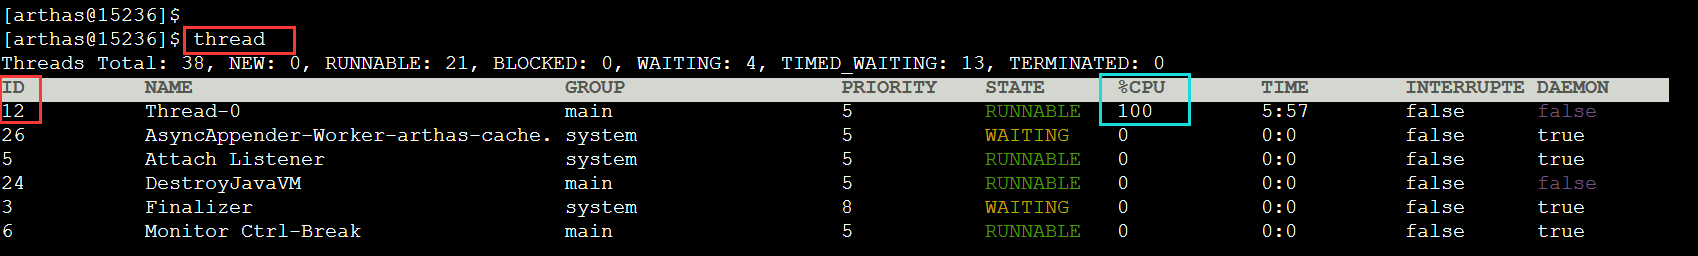 [arthas@15236]$
[arthas@15236]$ thread
Threads Total: 38, NEW: 0, RUNNABLE: 21, BLOCKED: 0, WAITING: 4, TIMED_WAITING: 13, TERMINATED: 0
ID NAME GROUP PRIORITY STATE %CPU TIME INTERRUPTE DAEMON
12 Thread-0 main 5 RUNNABLE 100 5:57 false false
26 AsyncAppender-Worker-arthas-cache. system 5 WAITING 0 0:0 false true
5 Attach Listener system 5 RUNNABLE 0 0:0 false true
24 DestroyJavaVM main 5 RUNNABLE 0 0:0 false false
3 Finalizer system 8 WAITING 0 0:0 false true
6 Monitor Ctrl-Break main 5 RUNNABLE 0 0:0 false true